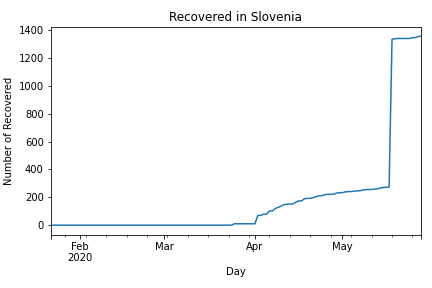 Recovered in Slovenia
Number of Recovered
1400
1200
1000
800
600
400
200
0
Feb
2020
Mar
Apr
May
Day